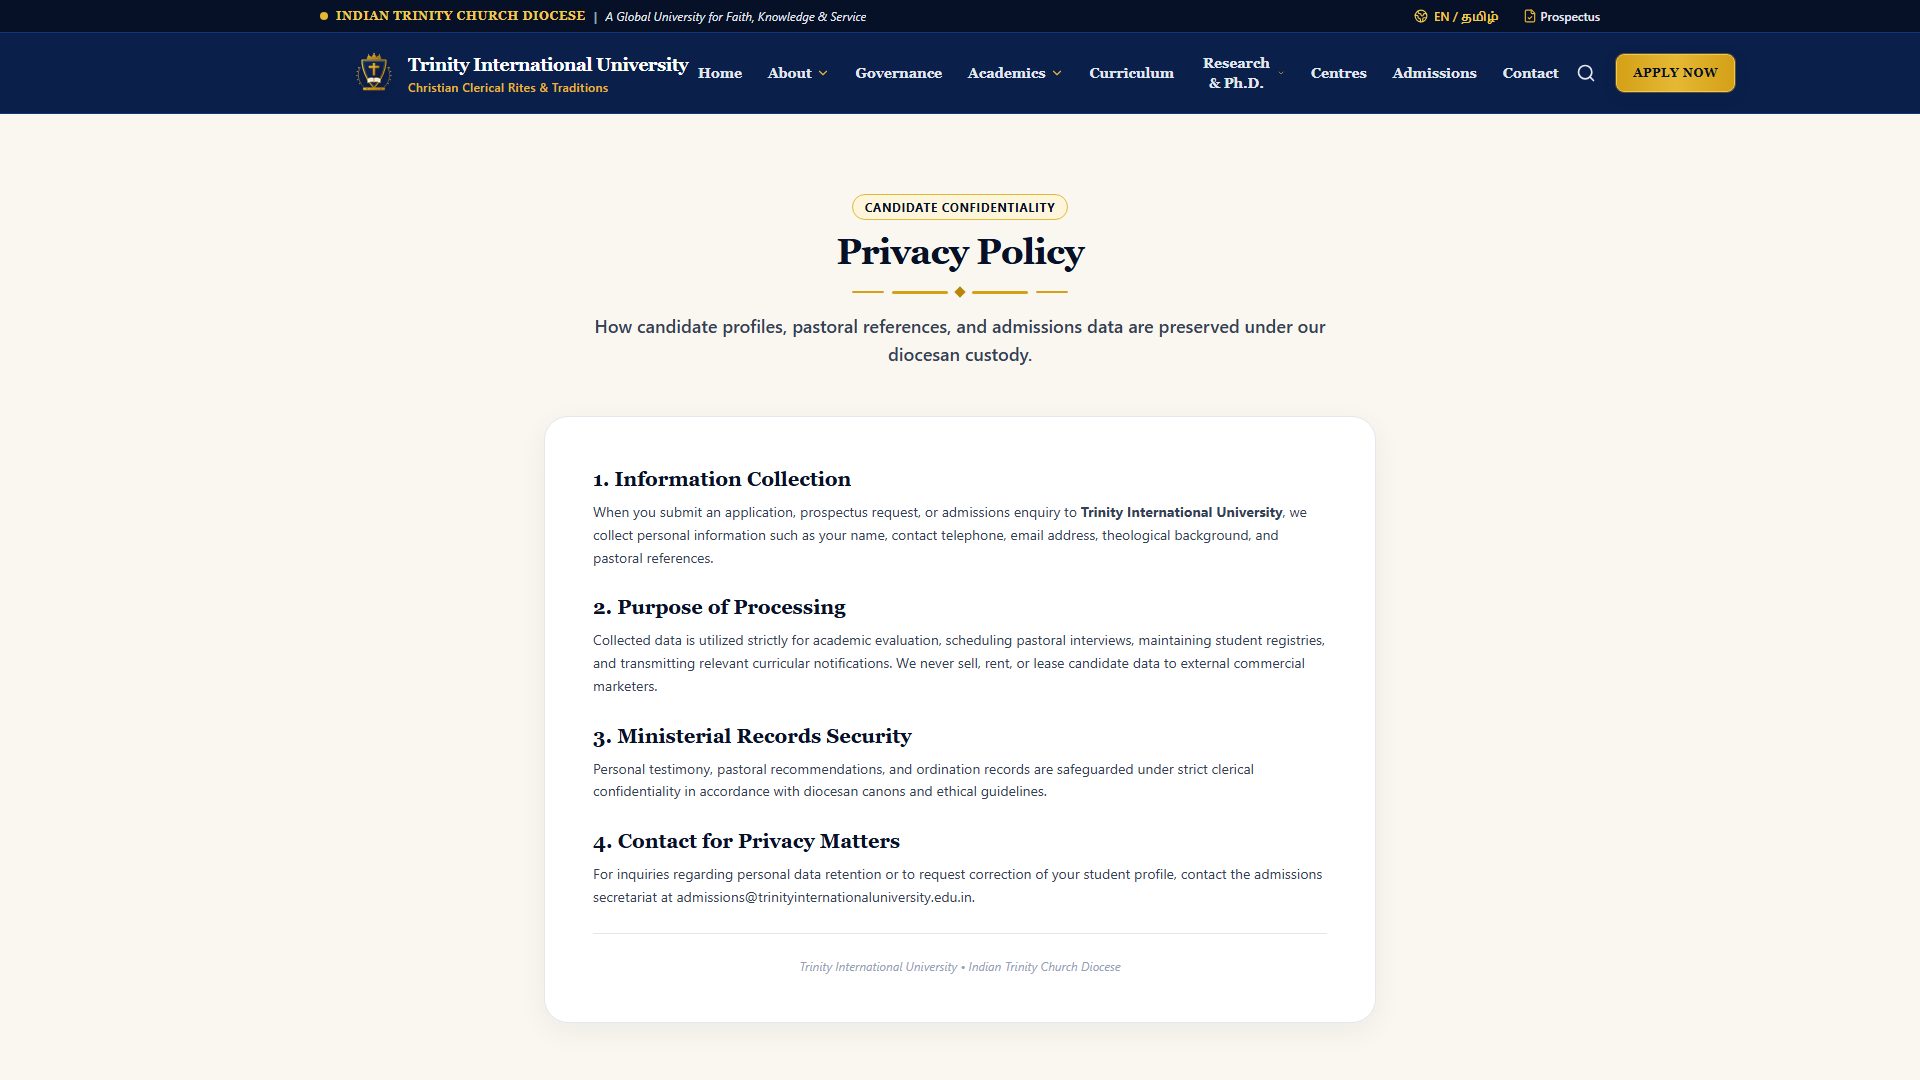 INDIAN TRINITY CHURCH DIOCESE | A Global University for Faith, Knowledge & Service
EN / தமிழ்
Prospectus
Trinity International University
Christian Clerical Rites & Traditions
Home
About
Governance
Academics
Curriculum
Research
& Ph.D.
Centres
Admissions
Contact
APPLY NOW
CANDIDATE CONFIDENTIALITY
Privacy Policy
How candidate profiles, pastoral references, and admissions data are preserved under our
diocesan custody.
1. Information Collection
When you submit an application, prospectus request, or admissions enquiry to Trinity International University, we
collect personal information such as your name, contact telephone, email address, theological background, and
pastoral references.
2. Purpose of Processing
Collected data is utilized strictly for academic evaluation, scheduling pastoral interviews, maintaining student registries,
and transmitting relevant curricular notifications. We never sell, rent, or lease candidate data to external commercial
marketers.
3. Ministerial Records Security
Personal testimony, pastoral recommendations, and ordination records are safeguarded under strict clerical
confidentiality in accordance with diocesan canons and ethical guidelines.
4. Contact for Privacy Matters
For inquiries regarding personal data retention or to request correction of your student profile, contact the admissions
secretariat at admissions@trinityinternationaluniversity.edu.in.
Trinity International University • Indian Trinity Church Diocese